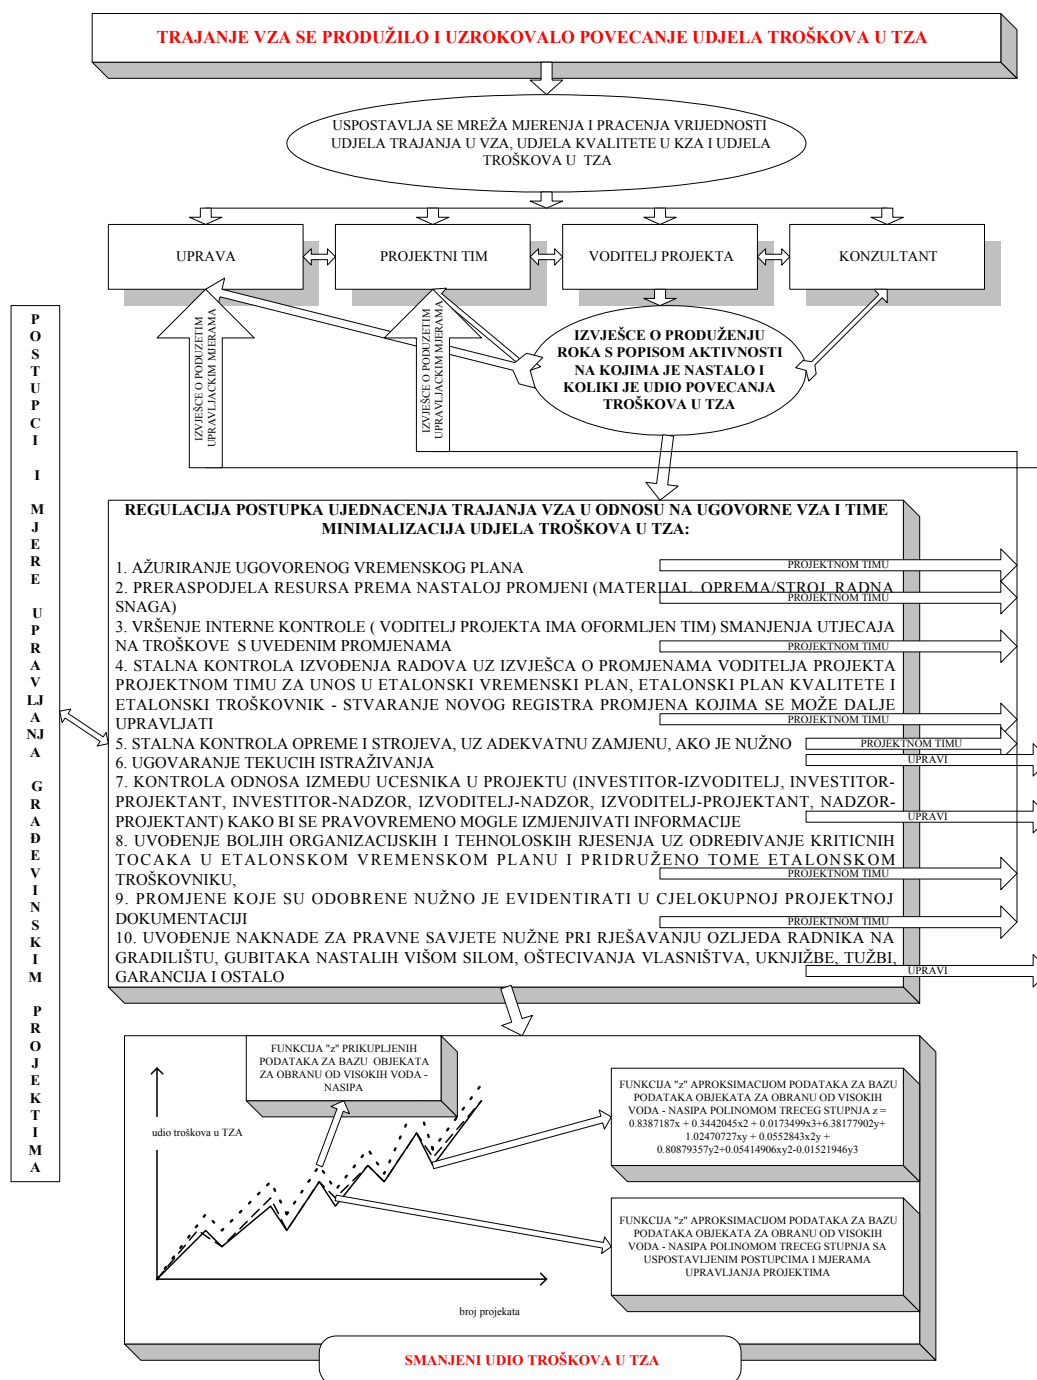 TRAJANJE VZA SE PRODUŽILO I UZROKOVALO POVECANJE UDJELA TROŠKOVA U TZA
USPOSTAVLJA SE MREŽA MJERENJA I PRACENJA VRIJEDNOSTI
UDJELA TRAJANJA U VZA, UDJELA KVALITETE U KZA I UDJELA
TROŠKOVA U TZA
UPRAVA
PROJEKTNI TIM
VODITELJ PROJEKTA
KONZULTANT
IZVJEŠCE O PODUZETIM
UPRAVLJACKIM MJERAMA
IZVJEŠCE O PODUZETIM
UPRAVLJACKIM MJERAMA
IZVJEŠCE O PRODUŽENJU
ROKA S POPISOM AKTIVNOSTI
NA KOJIMA JE NASTALO I
KOLIKI JE UDIO POVECANJA
TROŠKOVA U TZA
POSTUPCI I MJERE UPRAVLJANJA GRAĐEVINSKIM PROJEKTIMA
REGULACIJA POSTUPKA UJEDNACENJA TRAJANJA VZA U ODNOSU NA UGOVORNE VZA I TIME
MINIMALIZACIJA UDJELA TROŠKOVA U TZA:
1. AŽURIRANJE UGOVORENOG VREMENSKOG PLANA
PROJEKTNOM TIMU
2. PRERASPODJELA RESURSA PREMA NASTALOJ PROMJENI (MATERIJAL, OPREMA/STROJ, RADNA
SNAGA)
PROJEKTNOM TIMU
3. VRŠENJE INTERNE KONTROLE ( VODITELJ PROJEKTA IMA OFORMLJEN TIM) SMANJENJA UTJECAJA
NA TROŠKOVE S UVEDENIM PROMJENAMA
PROJEKTNOM TIMU
4. STALNA KONTROLA IZVOĐENJA RADOVA UZ IZVJEŠCA O PROMJENAMA VODITELJA PROJEKTA
PROJEKTNOM TIMU ZA UNOS U ETALONSKI VREMENSKI PLAN, ETALONSKI PLAN KVALITETE I
ETALONSKI TROŠKOVNIK - STVARANJE NOVOG REGISTRA PROMJENA KOJIMA SE MOŽE DALJE
UPRAVLJATI
PROJEKTNOM TIMU
5. STALNA KONTROLA OPREME I STROJEVA, UZ ADEKVATNU ZAMJENU, AKO JE NUŽNO
PROJEKTNOM TIMU
6. UGOVARANJE TEKUCIH ISTRAŽIVANJA
UPRAVI
7. KONTROLA ODNOSA IZMEĐU UCESNIKA U PROJEKTU (INVESTITOR-IZVODITELJ, INVESTITOR-
PROJEKTANT, INVESTITOR-NADZOR, IZVODITELJ-NADZOR, IZVODITELJ-PROJEKTANT, NADZOR-
PROJEKTANT) KAKO BI SE PRAVOVREMENO MOGLE IZMJENJIVATI INFORMACIJE
UPRAVI
8. UVOĐENJE BOLJIH ORGANIZACIJSKIH I TEHNOLOSKIH RJESENJA UZ ODREĐIVANJE KRITICNIH
TOCAKA U ETALONSKOM VREMENSKOM PLANU I PRIDRUŽENO TOME ETALONSKOM
TROŠKOVNIKU,
PROJEKTNOM TIMU
9. PROMJENE KOJE SU ODOBRENE NUŽNO JE EVIDENTIRATI U CJELOKUPNOJ PROJEKTNOJ
DOKUMENTACIJI
PROJEKTNOM TIMU
10. UVOĐENJE NAKNADE ZA PRAVNE SAVJETE NUŽNE PRI RJEŠAVANJU OZLJEDA RADNIKA NA
GRADILIŠTU, GUBITAKA NASTALIH VIŠOM SILOM, OŠTECIVANJA VLASNIŠTVA, UKNJIŽBE, TUŽBI,
GARANCIJA I OSTALO
UPRAVI
FUNKCIJA "z" PRIKUPLJENIH
PODATAKA ZA BAZU OBJEKATA
ZA OBRANU OD VISOKIH VODA -
NASIPA
udio troškova u TZA
broj projekata
FUNKCIJA "z" APROKSIMACIJOM PODATAKA ZA BAZU
PODATAKA OBJEKATA ZA OBRANU OD VISOKIH
VODA - NASIPA POLINOMOM TRECEG STUPNJA z =
0.8387187x + 0.3442045x2 + 0.0173499x3+6.38177902y+
1.02470727xy + 0.0552843x2y +
0.80879357y2+0.05414906xy2-0.01521946y3
FUNKCIJA "z" APROKSIMACIJOM PODATAKA ZA BAZU
PODATAKA OBJEKATA ZA OBRANU OD VISOKIH
VODA - NASIPA POLINOMOM TRECEG STUPNJA SA
USPOSTAVLJENIM POSTUPCIMA I MJERAMA
UPRAVLJANJA PROJEKTIMA
SMANJENI UDIO TROŠKOVA U TZA